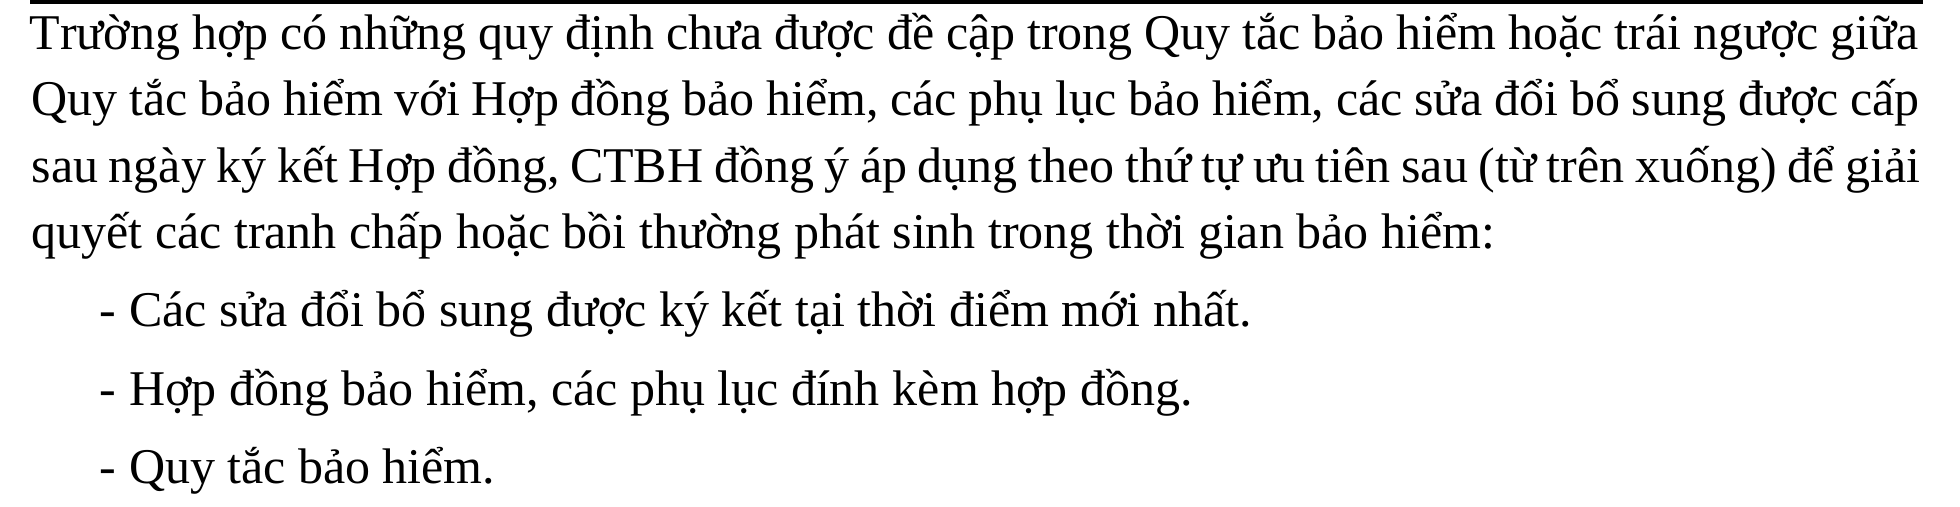 Trường hợp có những quy định chưa được đề cập trong Quy tắc bảo hiểm hoặc trái ngược giữa
Quy tắc bảo hiểm với Hợp đồng bảo hiểm, các phụ lục bảo hiểm, các sửa đổi bổ sung được cấp
sau ngày ký kết Hợp đồng, CTBH đồng ý áp dụng theo thứ tự ưu tiên sau (từ trên xuống) để giải
quyết các tranh chấp hoặc bồi thường phát sinh trong thời gian bảo hiểm:
- Các sửa đổi bổ sung được ký kết tại thời điểm mới nhất.
- Hợp đồng bảo hiểm, các phụ lục đính kèm hợp đồng.
- Quy tắc bảo hiểm.